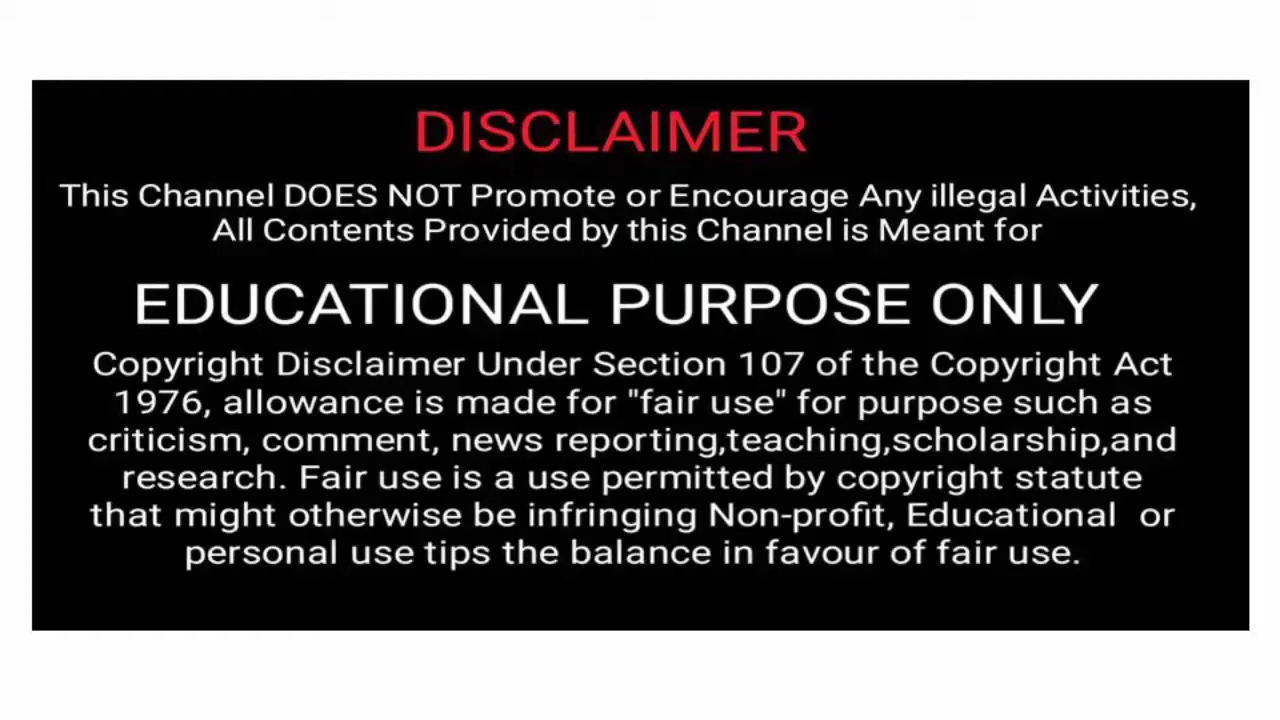 DISCLAIMER
This Channel DOES NOT Promote or Encourage Any illegal Activities,
All Contents Provided by this Channel is Meant for
EDUCATIONAL PURPOSE ONLY
Copyright Disclaimer Under Section 107 of the Copyright Act
1976, allowance is made for "fair use" for purpose such as
criticism, comment, news reporting,teaching,scholarship,and
research. Fair use is a use permitted by copyright statute
that might otherwise be infringing Non-profit, Educational  or
personal use tips the balance in favour of fair use.